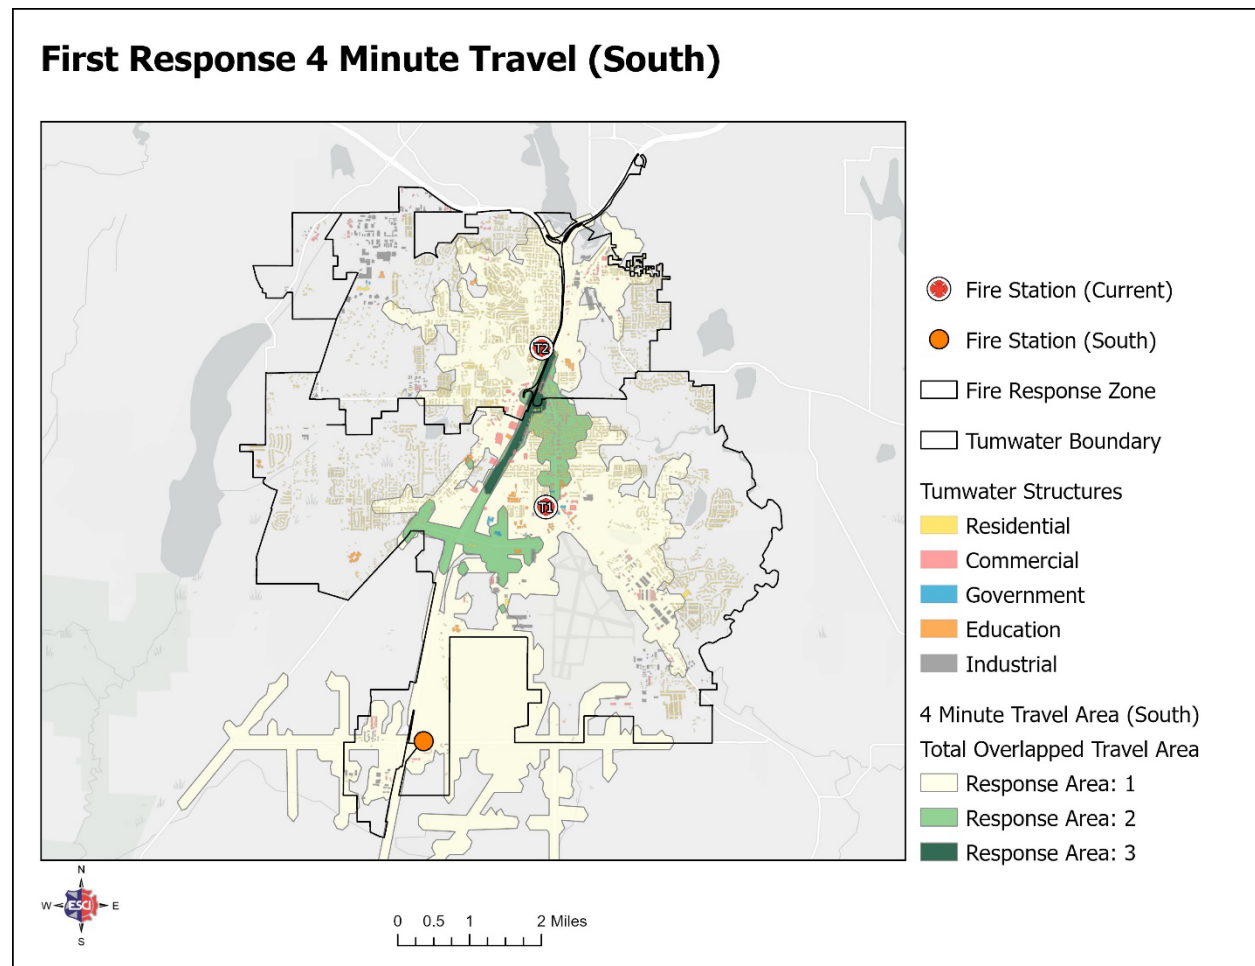 First Response 4 Minute Travel (South)
T2
T1
Fire Station (Current)
Fire Station (South)
Fire Response Zone
Tumwater Boundary
Tumwater Structures
Residential
Commercial
Government
Education
Industrial
4 Minute Travel Area (South)
Total Overlapped Travel Area
Response Area: 1
Response Area: 2
Response Area: 3
N
W ESCI E
S
0 0.5 1 2 Miles